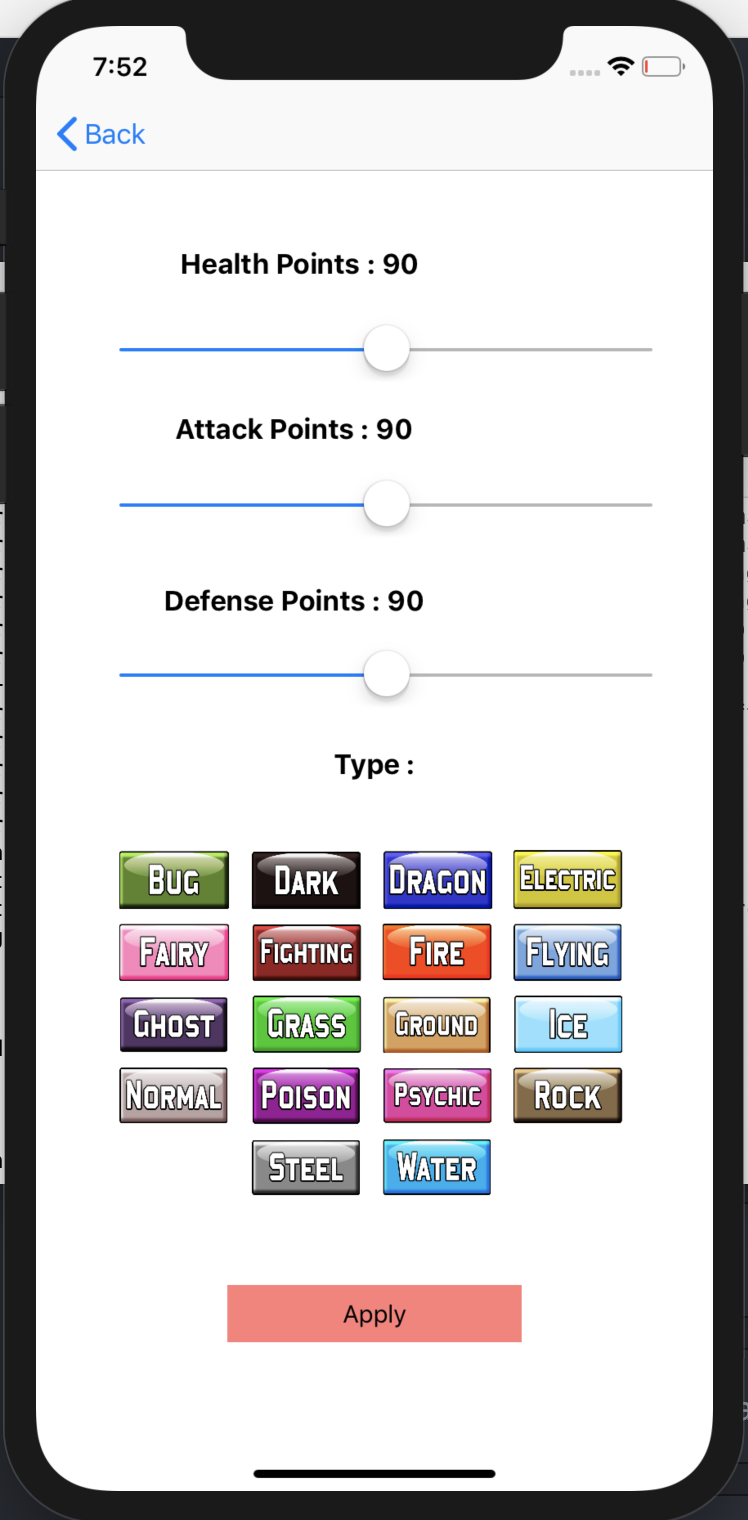 7:52
Back
Health Points : 90
Attack Points : 90
Defense Points : 90
Type :
BUG DARK DRAGON ELECTRIC
FAIRY FIGHTING FIRE FLYING
GHOST GRASS GROUND ICE
NORMAL POISON PSYCHIC ROCK
STEEL WATER
Apply